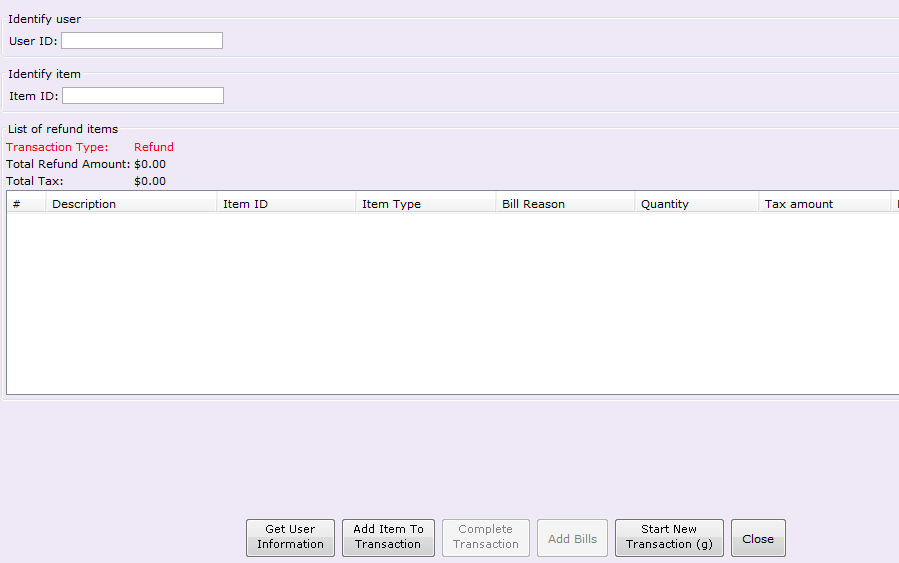 Identify user
User ID:
Identify item
Item ID:
List of refund items
Transaction Type: Refund
Total Refund Amount: $0.00
Total Tax: $0.00
# Description Item ID Item Type Bill Reason Quantity Tax amount
Get User Information
Add Item To Transaction
Complete Transaction
Add Bills
Start New Transaction (g)
Close